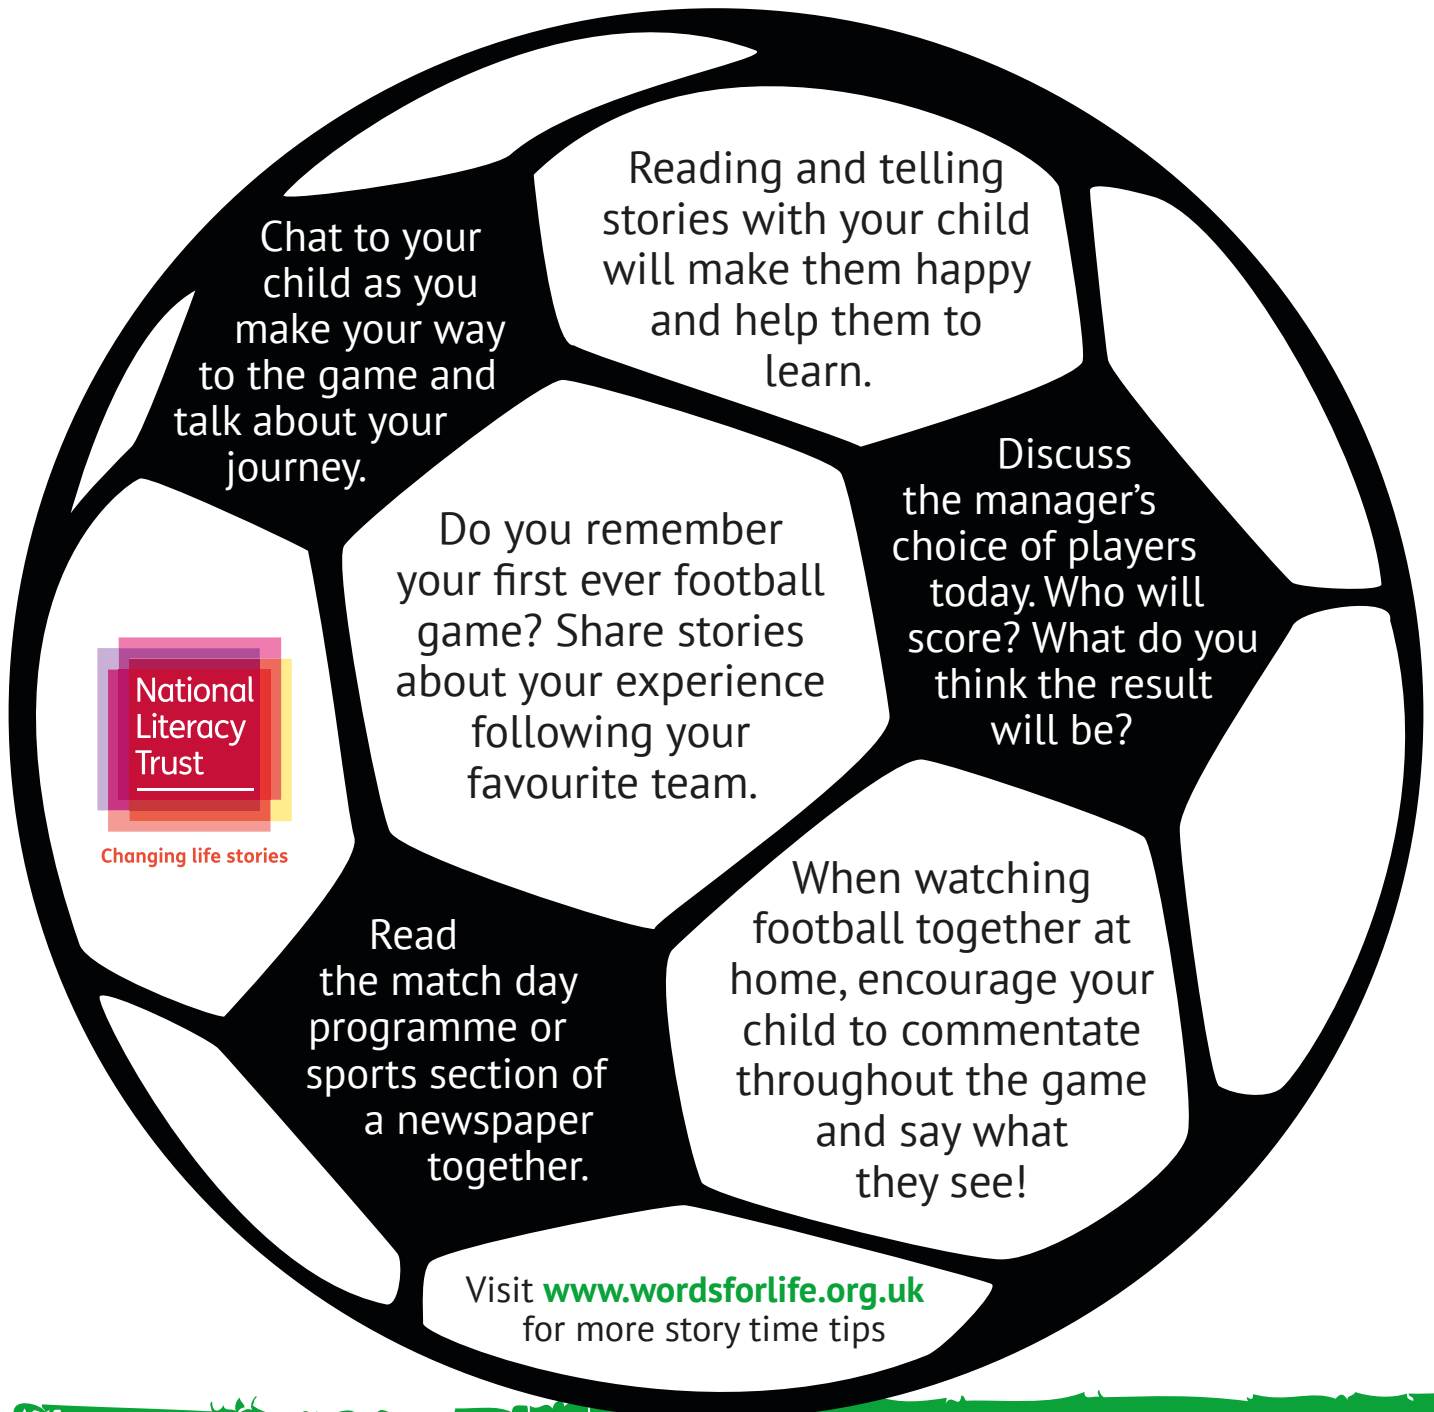 Reading and telling
stories with your child
will make them happy
and help them to
learn.
Chat to your
child as you
make your way
to the game and
talk about your
journey.
Discuss
the manager’s
choice of players
today. Who will
score? What do you
think the result
will be?
Do you remember
your first ever football
game? Share stories
about your experience
following your
favourite team.
National
Literacy
Trust
Changing life stories
When watching
football together at
home, encourage your
child to commentate
throughout the game
and say what
they see!
Read
the match day
programme or
sports section of
a newspaper
together.
Visit www.wordsforlife.org.uk
for more story time tips